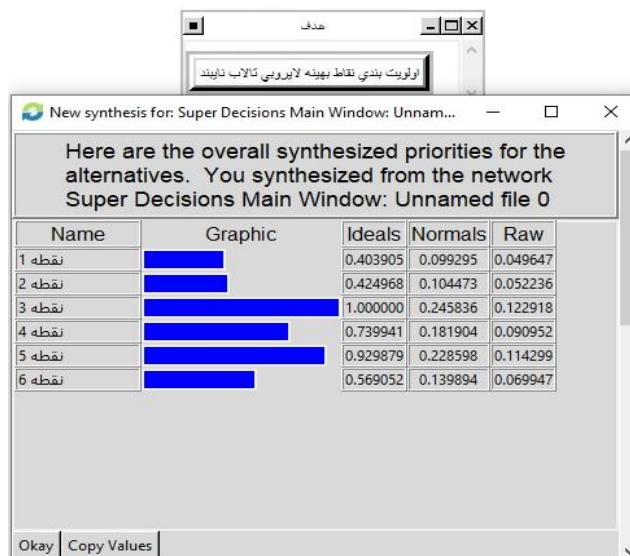 هدف
اولويت بندي نقاط بهينه لايروبي تالاب نايبند
New synthesis for: Super Decisions Main Window: Unnam...
Here are the overall synthesized priorities for the
alternatives. You synthesized from the network
Super Decisions Main Window: Unnamed file 0
Name Graphic Ideals Normals Raw
نقطه 1 0.403905 0.099295 0.049647
نقطه 2 0.424968 0.104473 0.052236
نقطه 3 1.000000 0.245836 0.122918
نقطه 4 0.739941 0.181904 0.090952
نقطه 5 0.929879 0.228598 0.114299
نقطه 6 0.569052 0.139894 0.069947
Okay Copy Values